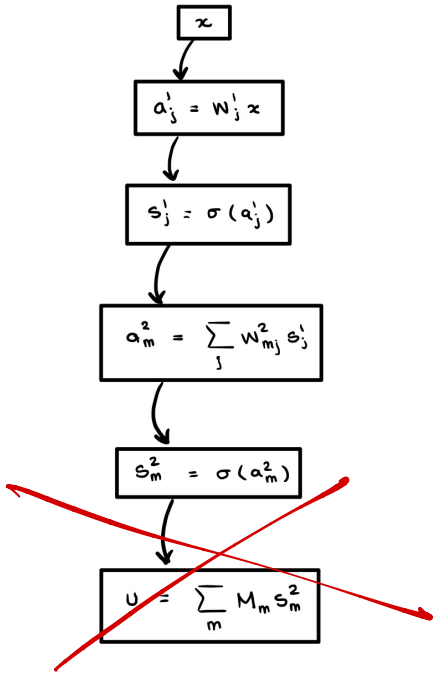 x
a¹ⱼ = w¹ⱼ x
s¹ⱼ = σ(a¹ⱼ)
a²ₘ = ∑ⱼ w²ₘⱼ s¹ⱼ
s²ₘ = σ(a²ₘ)
U = ∑ₘ Mₘ s²ₘ